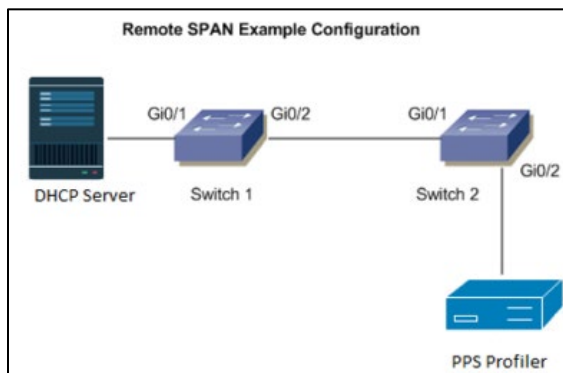 Remote SPAN Example Configuration
Gi0/1
Gi0/2
Gi0/1
DHCP Server
Switch 1
Switch 2
Gi0/2
PPS Profiler